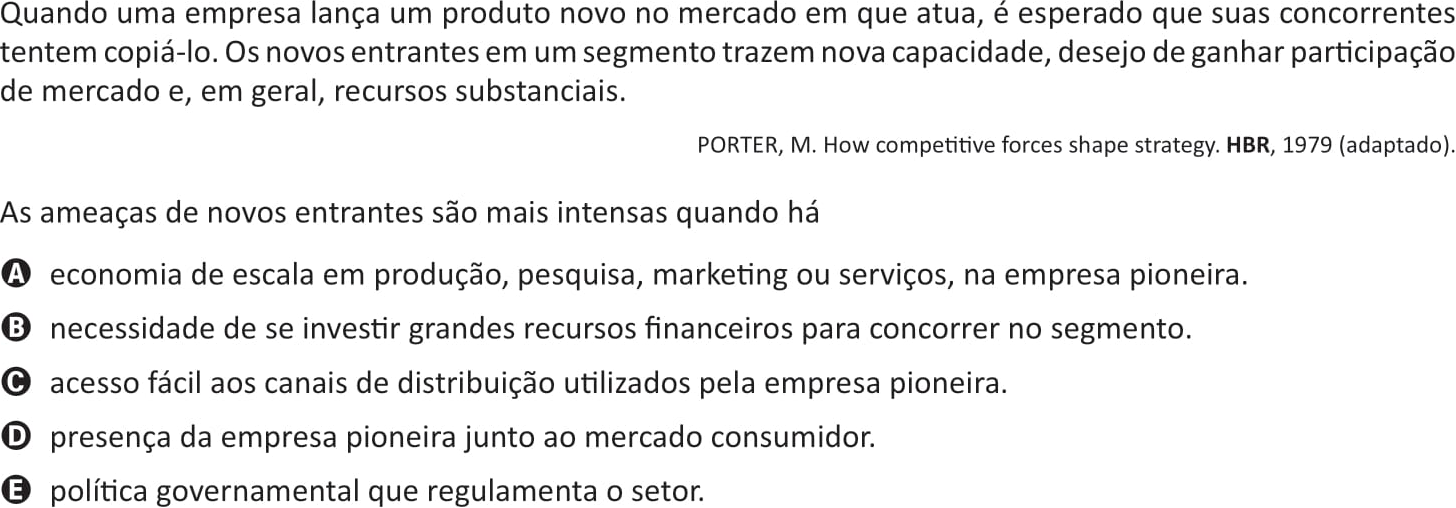 Quando uma empresa lança um produto novo no mercado em que atua, é esperado que suas concorrentes
tentem copiá-lo. Os novos entrantes em um segmento trazem nova capacidade, desejo de ganhar participação
de mercado e, em geral, recursos substanciais.
PORTER, M. How competitive forces shape strategy. HBR, 1979 (adaptado).
As ameaças de novos entrantes são mais intensas quando há
A economia de escala em produção, pesquisa, marketing ou serviços, na empresa pioneira.
B necessidade de se investir grandes recursos financeiros para concorrer no segmento.
C acesso fácil aos canais de distribuição utilizados pela empresa pioneira.
D presença da empresa pioneira junto ao mercado consumidor.
E política governamental que regulamenta o setor.